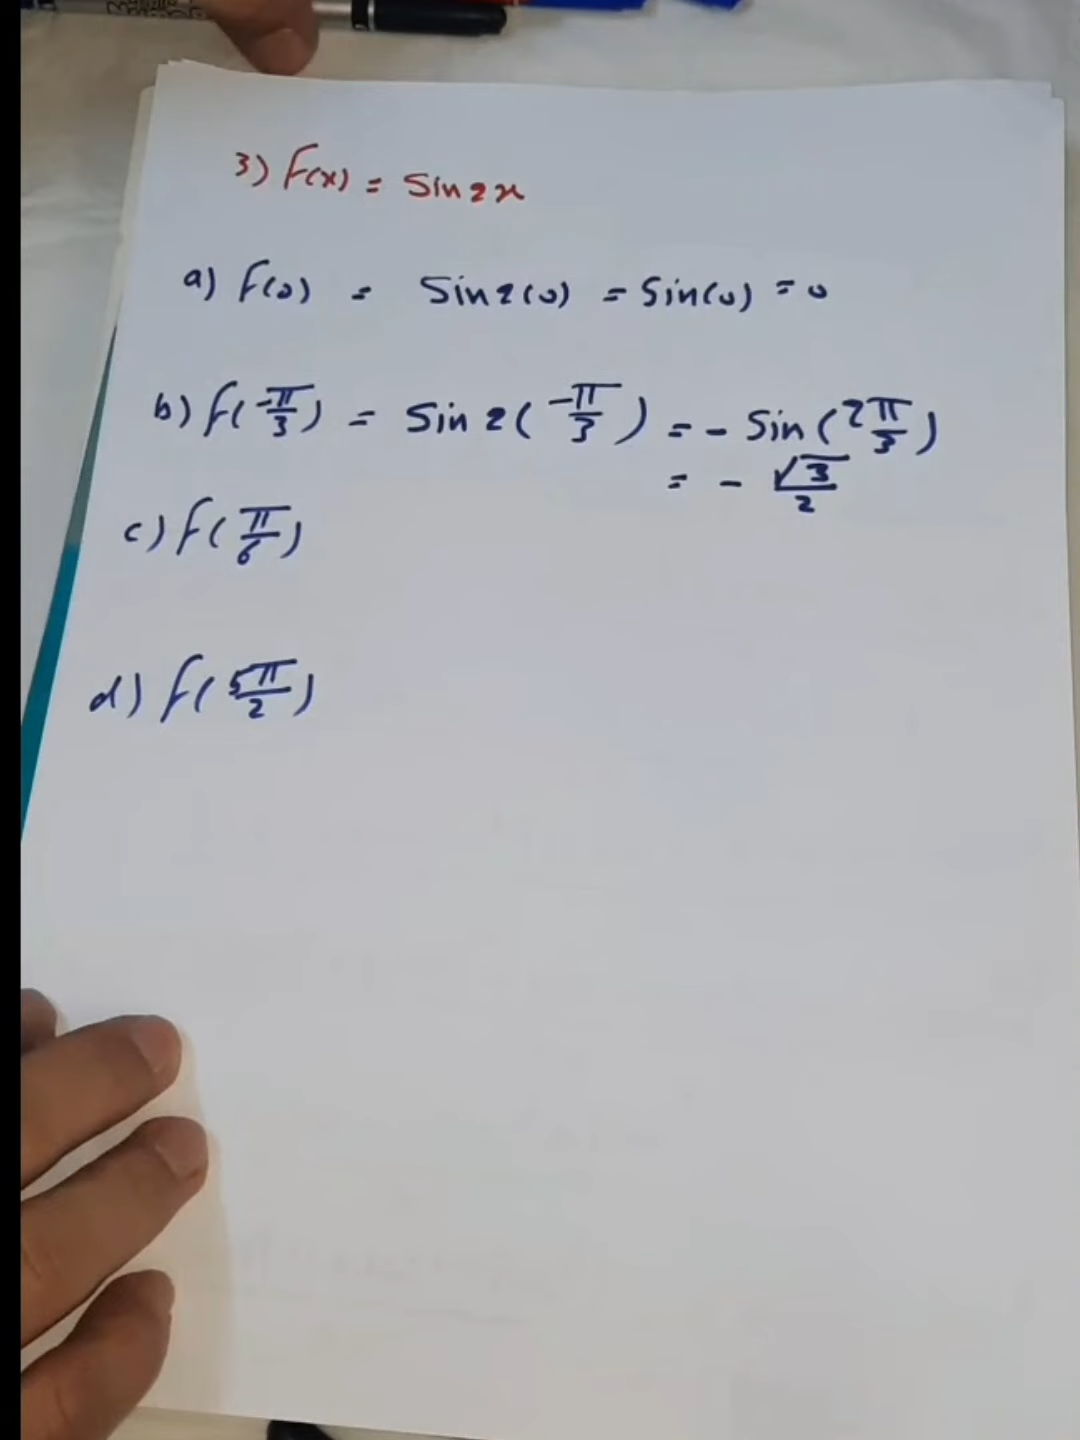 3) F(x) = Sin2x
a) F(0) = Sin2(0) = Sin(0) = 0
b) f(-π/3) = Sin2(-π/3) = - Sin(2π/3)
= - √3/2
c) f(π/6)
d) f(5π/2)